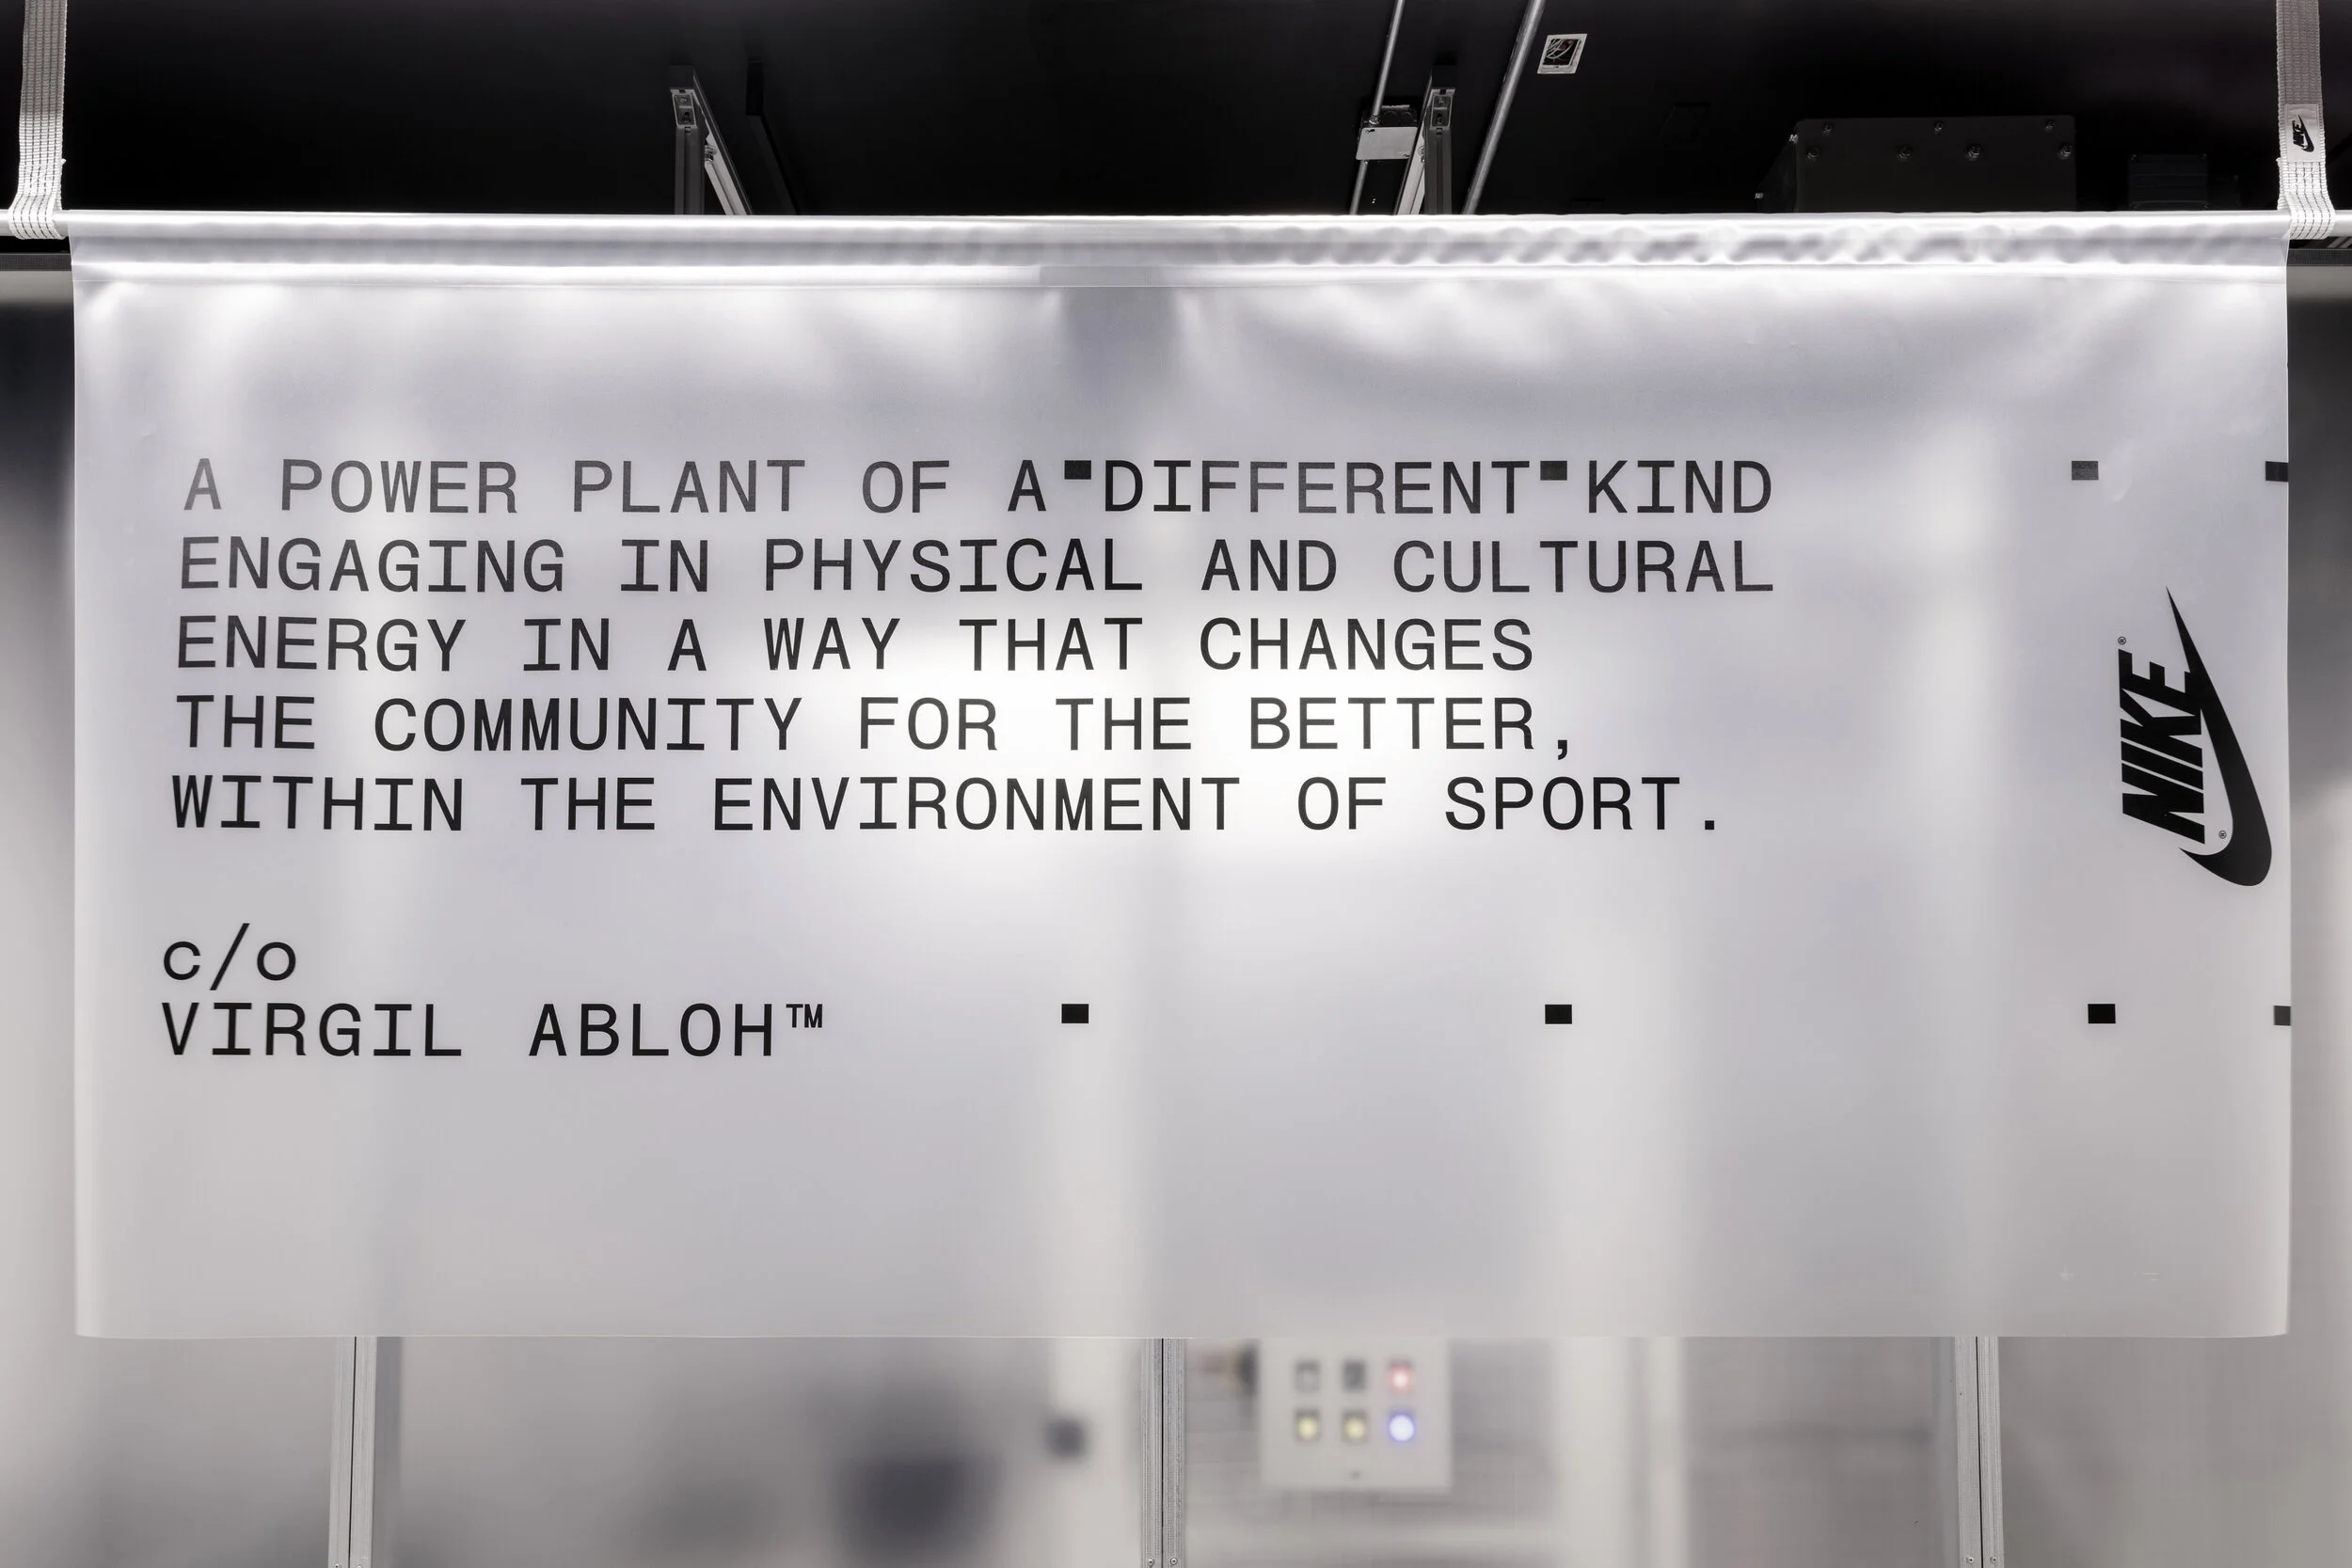 A POWER PLANT OF A DIFFERENT KIND
ENGAGING IN PHYSICAL AND CULTURAL
ENERGY IN A WAY THAT CHANGES
THE COMMUNITY FOR THE BETTER,
WITHIN THE ENVIRONMENT OF SPORT.
c/o
VIRGIL ABLOH™
NIKE®
®
NIKE